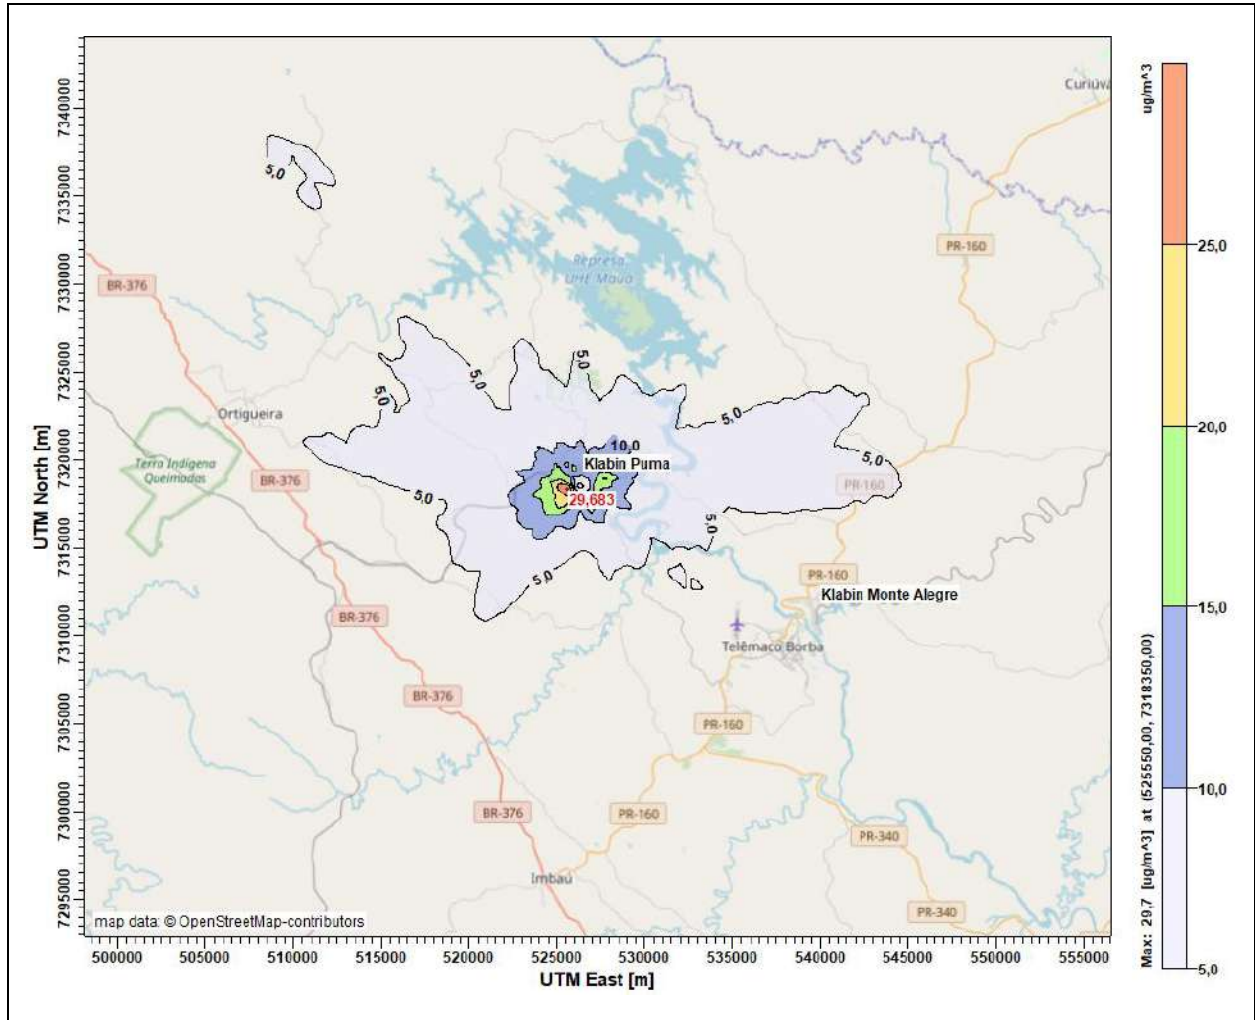 ug/m^3
Curiúv
7340000
7335000
7330000
7325000
7320000
7315000
7310000
7305000
7300000
7295000
UTM North [m]
5,0
PR-160
25,0
Represa
UHE Mauá
BR-376
5,0
5,0
5,0
5,0
Ortigueira
20,0
10,0
Klabin Puma
5,0
Terra Indígena
Queimadas
BR-376
PR-160
29,683
5,0
5,0
5,0
PR-160
Klabin Monte Alegre
15,0
BR-376
Telêmaco Borba
BR-376
PR-160
10,0
BR-376
PR-160
PR-340
Imbaú
PR-340
map data: © OpenStreetMap-contributors
5,0
Max: 29,7 [ug/m^3] at (525550,00, 7318350,00)
500000 505000 510000 515000 520000 525000 530000 535000 540000 545000 550000 555000
UTM East [m]